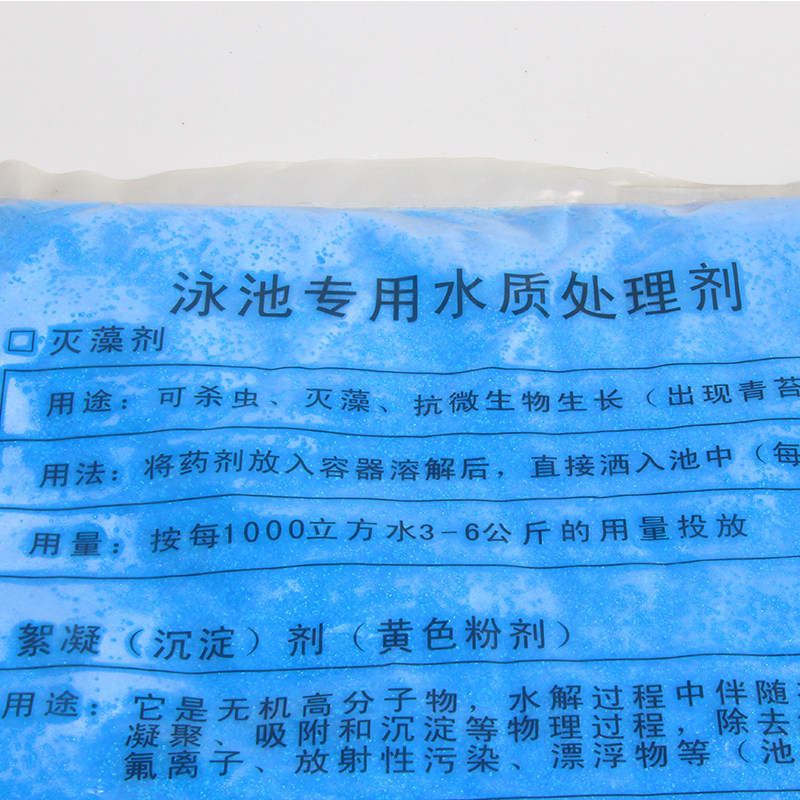 泳池专用水质处理剂
□灭藻剂
用途：可杀虫、灭藻、抗微生物生长（出现青苔
用法：将药剂放入容器溶解后，直接洒入池中（每
用量：按每1000立方水3-6公斤的用量投放
絮凝（沉淀）剂（黄色粉剂）
用途：它是无机高分子物，水解过程中伴随
凝聚、吸附和沉淀等物理过程，除去
氟离子、放射性污染、漂浮物等（池